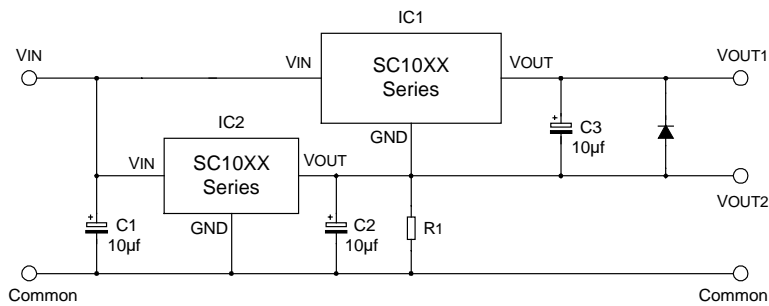 IC1
VIN
VIN
SC10XX
Series
VOUT
VOUT1
GND
+
C3
10µf
IC2
VIN
SC10XX
Series
VOUT
VOUT2
GND
+
C1
10µf
+
C2
10µf
R1
Common
Common